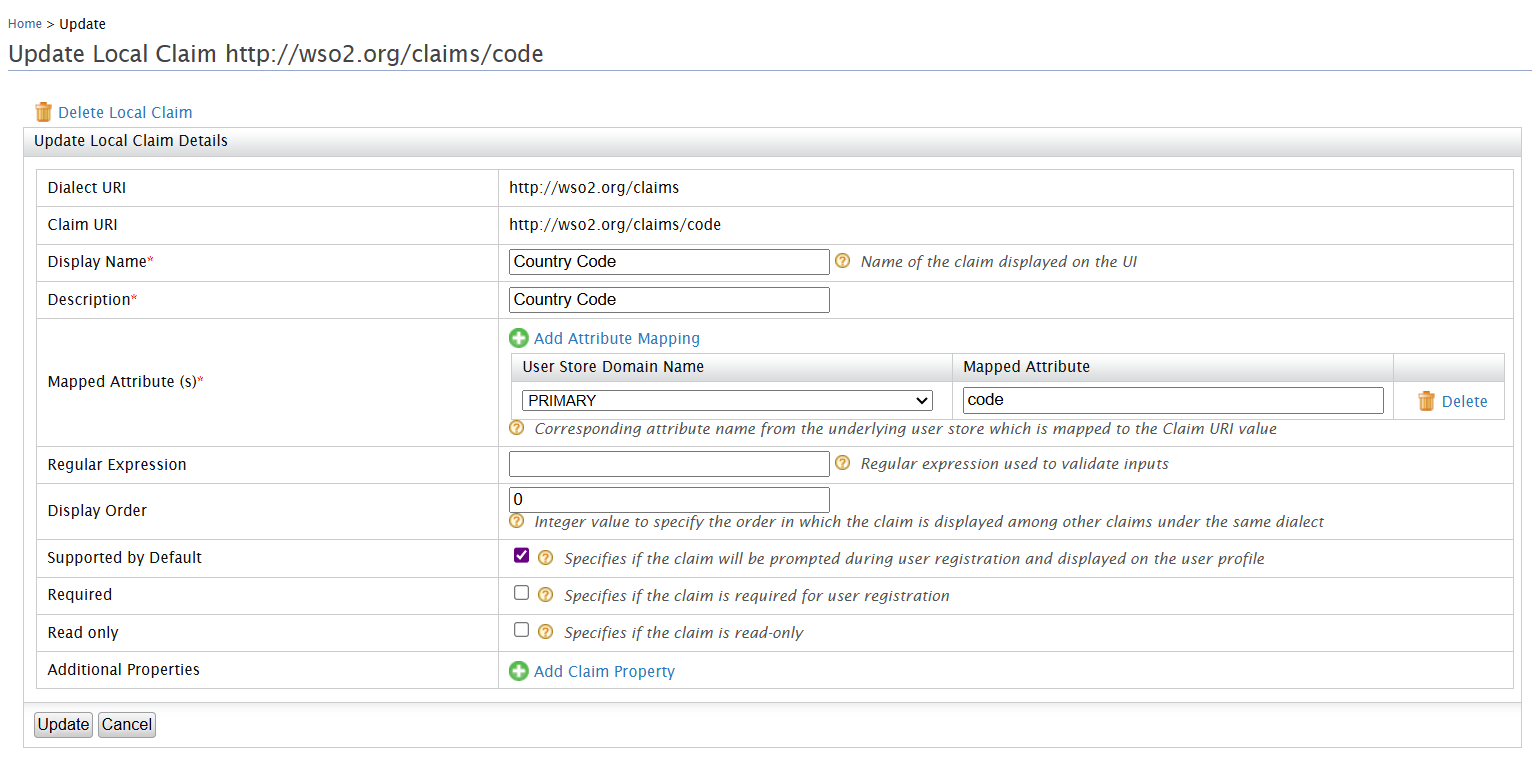 Home > Update
Update Local Claim http://wso2.org/claims/code
Delete Local Claim
Update Local Claim Details
Dialect URI http://wso2.org/claims
Claim URI http://wso2.org/claims/code
Display Name* Country Code Name of the claim displayed on the UI
Description* Country Code
Mapped Attribute (s)*
Add Attribute Mapping
User Store Domain Name Mapped Attribute
PRIMARY code Delete
Corresponding attribute name from the underlying user store which is mapped to the Claim URI value
Regular Expression Regular expression used to validate inputs
Display Order 0
Integer value to specify the order in which the claim is displayed among other claims under the same dialect
Supported by Default Specifies if the claim will be prompted during user registration and displayed on the user profile
Required Specifies if the claim is required for user registration
Read only Specifies if the claim is read-only
Additional Properties Add Claim Property
Update Cancel